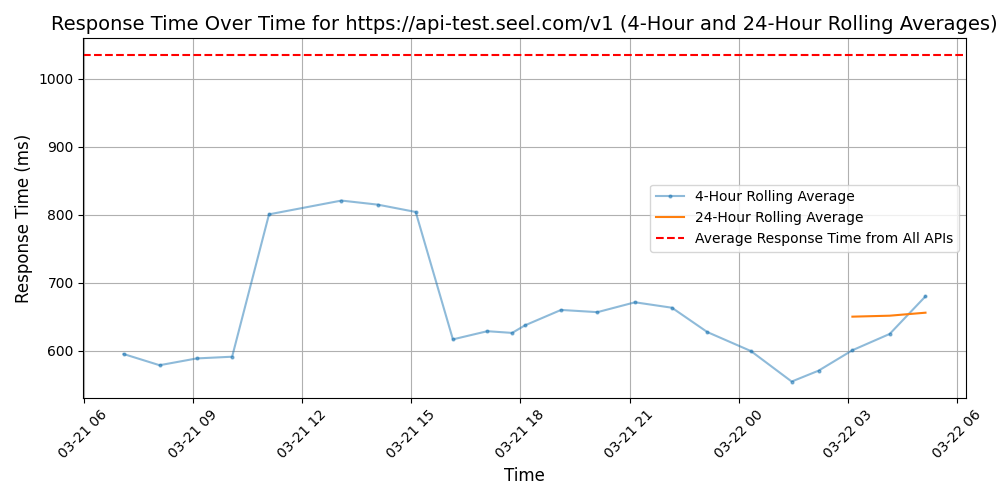 Response Time Over Time for https://api-test.seel.com/v1 (4-Hour and 24-Hour Rolling Averages)
Response Time (ms)
1000
900
800
700
600
4-Hour Rolling Average
24-Hour Rolling Average
Average Response Time from All APIs
03-21 06
03-21 09
03-21 12
03-21 15
03-21 18
03-21 21
03-22 00
03-22 03
03-22 06
Time